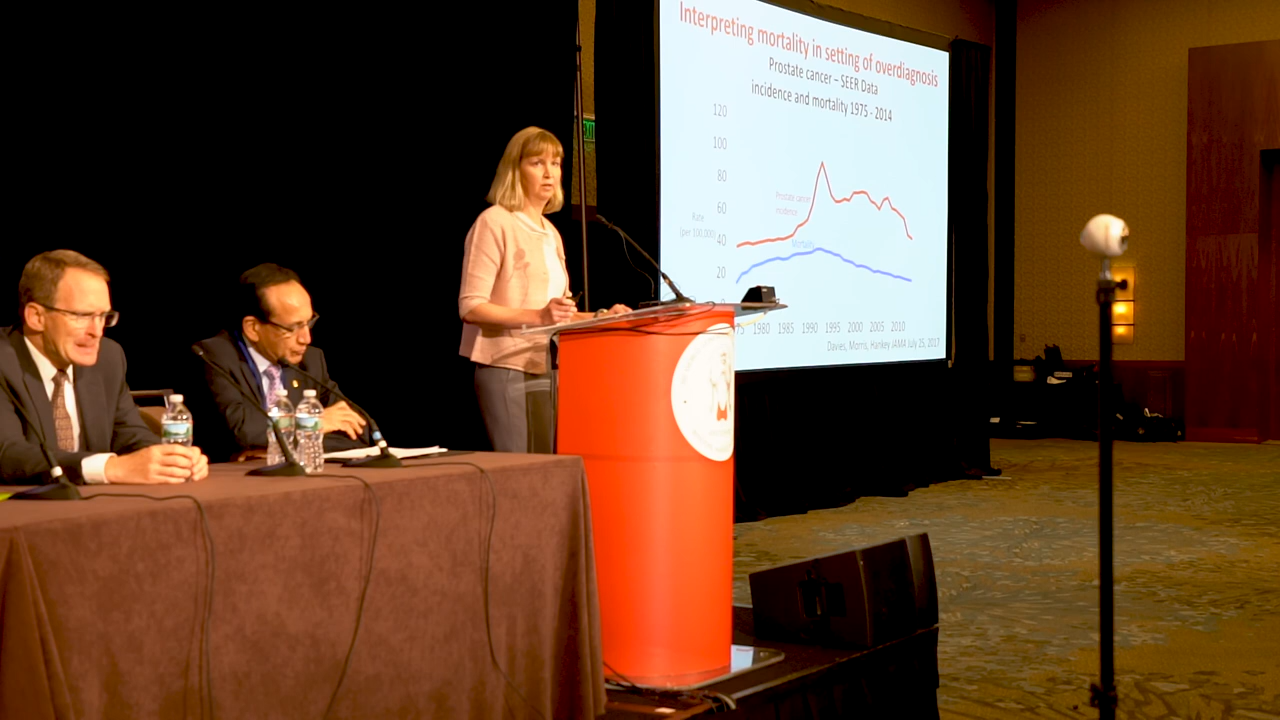 Interpreting mortality in setting of overdiagnosis
Prostate cancer – SEER Data
incidence and mortality 1975 - 2014
120
100
80
60
40
20
Rate
(per 100,000)
Prostate cancer
incidence
Mortality
75 1980 1985 1990 1995 2000 2005 2010
Davies, Morris, Hankey JAMA July 25, 2017